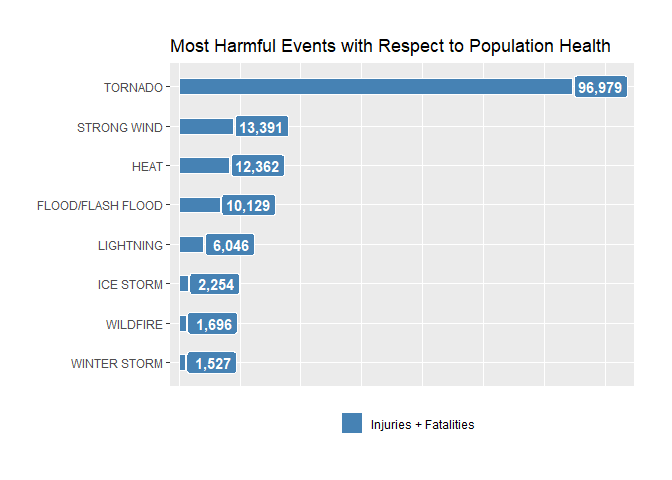 Most Harmful Events with Respect to Population Health
TORNADO 96,979
STRONG WIND 13,391
HEAT 12,362
FLOOD/FLASH FLOOD 10,129
LIGHTNING 6,046
ICE STORM 2,254
WILDFIRE 1,696
WINTER STORM 1,527
Injuries + Fatalities